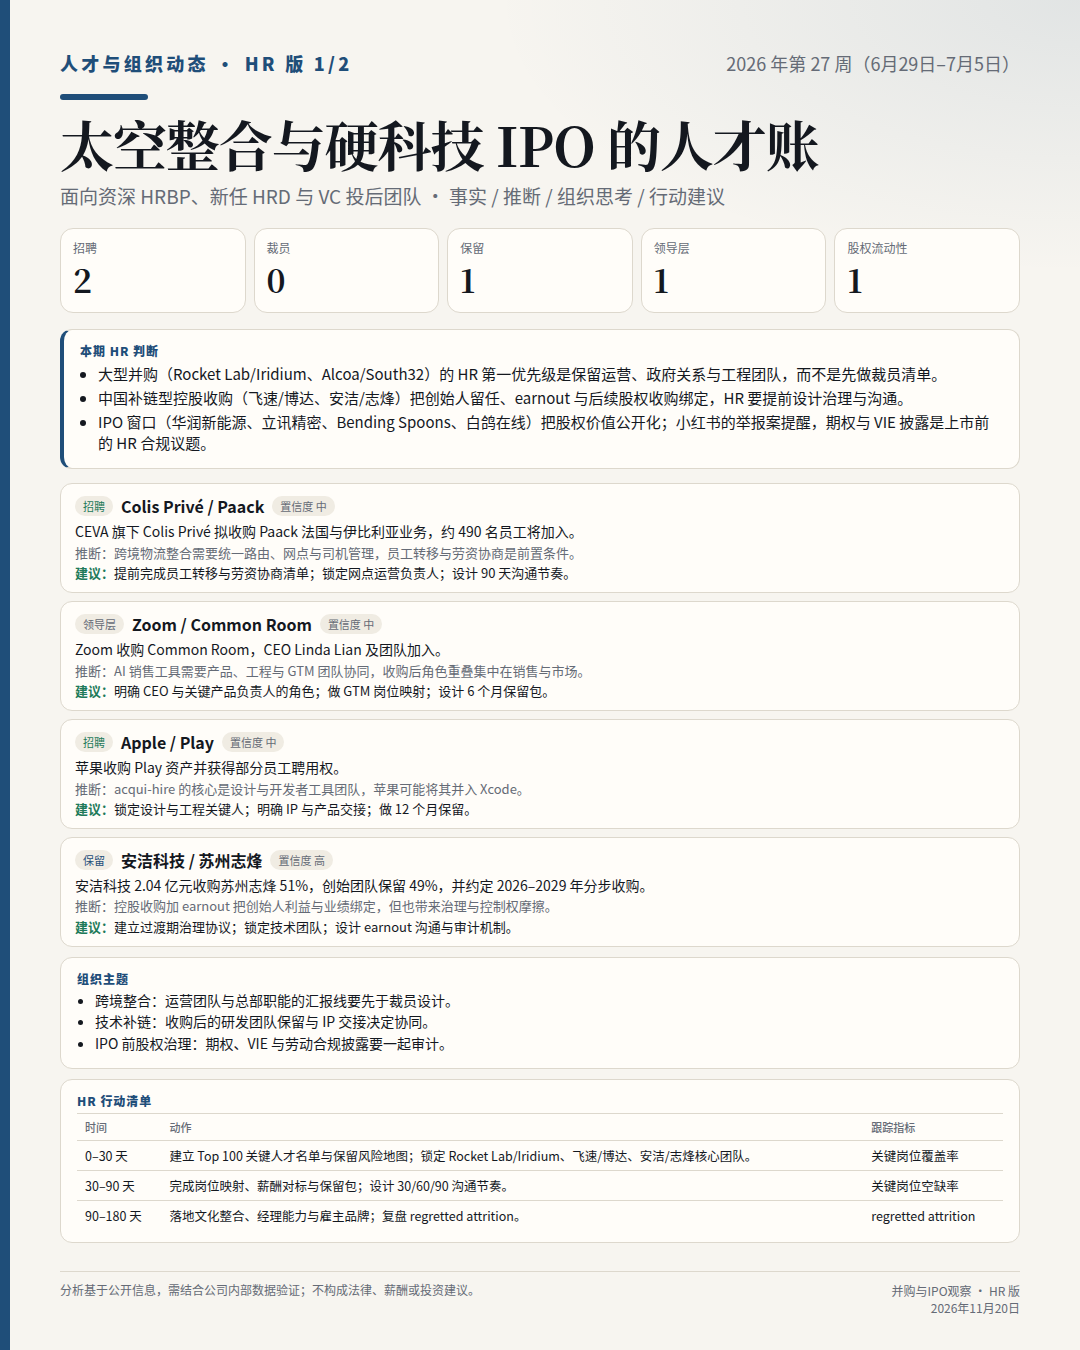 人才与组织动态 · HR 版 1/2
2026 年第 27 周（6月29日–7月5日）
太空整合与硬科技 IPO 的人才账
面向资深 HRBP、新任 HRD 与 VC 投后团队 · 事实 / 推断 / 组织思考 / 行动建议
招聘
2
裁员
0
保留
1
领导层
1
股权流动性
1
本期 HR 判断
• 大型并购（Rocket Lab/Iridium、Alcoa/South32）的 HR 第一优先级是保留运营、政府关系与工程团队，而不是先做裁员清单。
• 中国补链型控股收购（飞速/博达、安洁/志烽）把创始人留任、earnout 与后续股权收购绑定，HR 要提前设计治理与沟通。
• IPO 窗口（华润新能源、立讯精密、Bending Spoons、白鸽在线）把股权价值公开化；小红书的举报案提醒，期权与 VIE 披露是上市前
的 HR 合规议题。
招聘 Colis Privé / Paack 置信度 中
CEVA 旗下 Colis Privé 拟收购 Paack 法国与伊比利亚业务，约 490 名员工将加入。
推断：跨境物流整合需要统一路由、网点与司机管理，员工转移与劳资协商是前置条件。
建议：提前完成员工转移与劳资协商清单；锁定网点运营负责人；设计 90 天沟通节奏。
领导层 Zoom / Common Room 置信度 中
Zoom 收购 Common Room，CEO Linda Lian 及团队加入。
推断：AI 销售工具需要产品、工程与 GTM 团队协同，收购后角色重叠集中在销售与市场。
建议：明确 CEO 与关键产品负责人的角色；做 GTM 岗位映射；设计 6 个月保留包。
招聘 Apple / Play 置信度 中
苹果收购 Play 资产并获得部分员工聘用权。
推断：acqui-hire 的核心是设计与开发者工具团队，苹果可能将其并入 Xcode。
建议：锁定设计与工程关键人；明确 IP 与产品交接；做 12 个月保留。
保留 安洁科技 / 苏州志烽 置信度 高
安洁科技 2.04 亿元收购苏州志烽 51%，创始团队保留 49%，并约定 2026–2029 年分步收购。
推断：控股收购加 earnout 把创始人利益与业绩绑定，但也带来治理与控制权摩擦。
建议：建立过渡期治理协议；锁定技术团队；设计 earnout 沟通与审计机制。
组织主题
• 跨境整合：运营团队与总部职能的汇报线要先于裁员设计。
• 技术补链：收购后的研发团队保留与 IP 交接决定协同。
• IPO 前股权治理：期权、VIE 与劳动合规披露要一起审计。
HR 行动清单
时间 动作 跟踪指标
0–30 天 建立 Top 100 关键人才名单与保留风险地图；锁定 Rocket Lab/Iridium、飞速/博达、安洁/志烽核心团队。 关键岗位覆盖率
30–90 天 完成岗位映射、薪酬对标与保留包；设计 30/60/90 沟通节奏。 关键岗位空缺率
90–180 天 落地文化整合、经理能力与雇主品牌；复盘 regretted attrition。 regretted attrition
分析基于公开信息，需结合公司内部数据验证；不构成法律、薪酬或投资建议。
并购与IPO观察 · HR 版
2026年11月20日